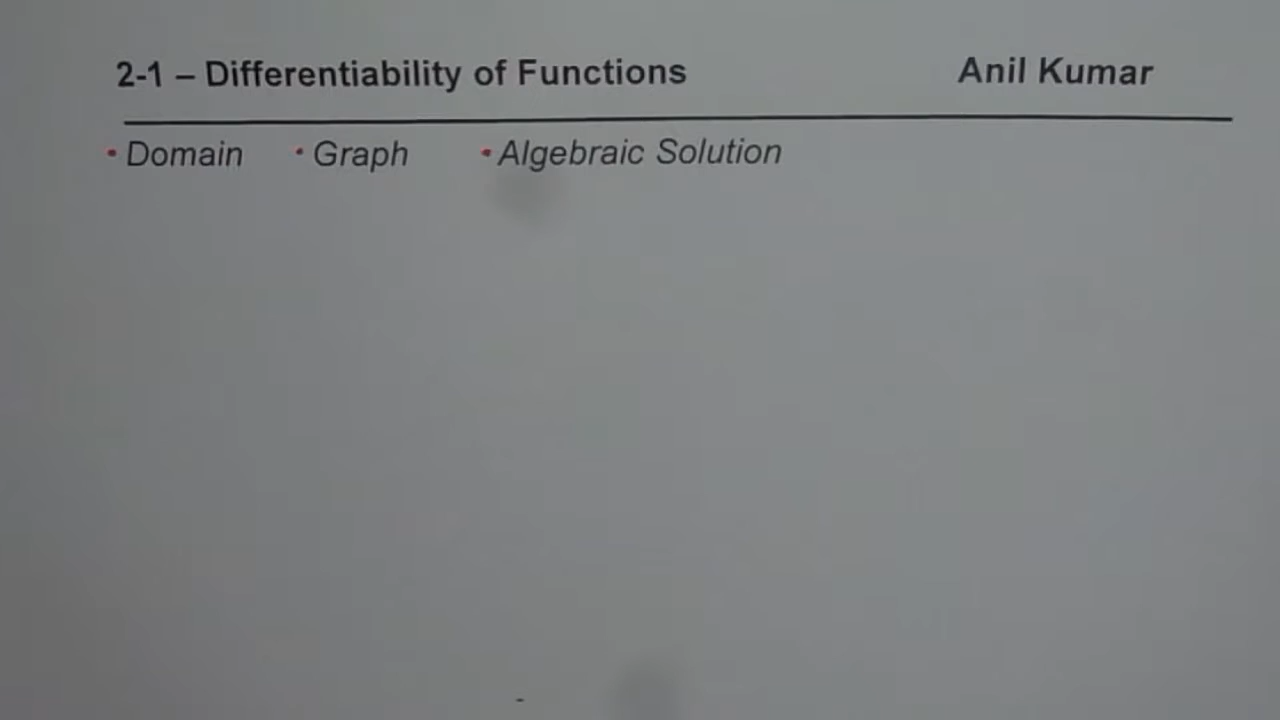 2-1 – Differentiability of Functions Anil Kumar
• Domain • Graph • Algebraic Solution